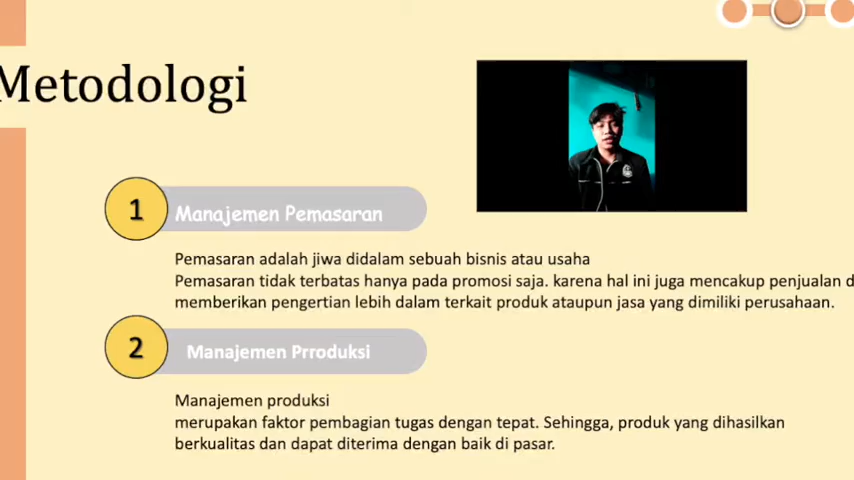 Metodologi
1
Manajemen Pemasaran
Pemasaran adalah jiwa didalam sebuah bisnis atau usaha
Pemasaran tidak terbatas hanya pada promosi saja. karena hal ini juga mencakup penjualan d
memberikan pengertian lebih dalam terkait produk ataupun jasa yang dimiliki perusahaan.
2
Manajemen Prroduksi
Manajemen produksi
merupakan faktor pembagian tugas dengan tepat. Sehingga, produk yang dihasilkan
berkualitas dan dapat diterima dengan baik di pasar.